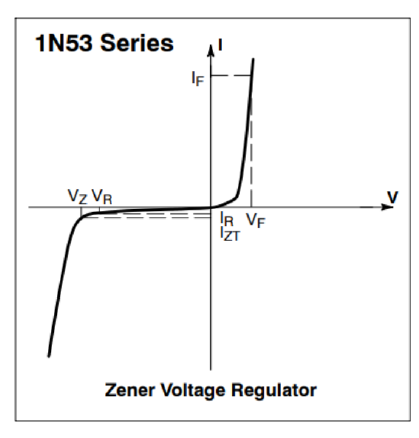 1N53 Series
I
IF
VZ VR
V
IR VF
IZT
Zener Voltage Regulator